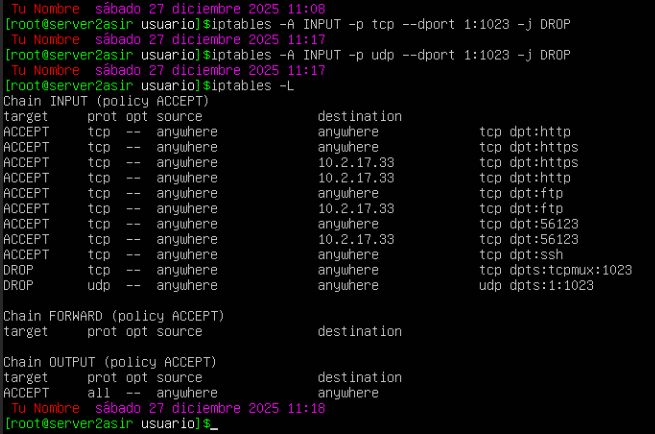 Tu Nombre sábado 27 diciembre 2025 11:08
[root@server2asir usuario]$iptables -A INPUT -p tcp --dport 1:1023 -j DROP
Tu Nombre sábado 27 diciembre 2025 11:17
[root@server2asir usuario]$iptables -A INPUT -p udp --dport 1:1023 -j DROP
Tu Nombre sábado 27 diciembre 2025 11:17
[root@server2asir usuario]$iptables -L
Chain INPUT (policy ACCEPT)
target prot opt source destination
ACCEPT tcp -- anywhere anywhere tcp dpt:http
ACCEPT tcp -- anywhere anywhere tcp dpt:https
ACCEPT tcp -- anywhere 10.2.17.33 tcp dpt:https
ACCEPT tcp -- anywhere 10.2.17.33 tcp dpt:http
ACCEPT tcp -- anywhere anywhere tcp dpt:ftp
ACCEPT tcp -- anywhere 10.2.17.33 tcp dpt:ftp
ACCEPT tcp -- anywhere anywhere tcp dpt:56123
ACCEPT tcp -- anywhere 10.2.17.33 tcp dpt:56123
ACCEPT tcp -- anywhere anywhere tcp dpt:ssh
DROP tcp -- anywhere anywhere tcp dpts:tcpmux:1023
DROP udp -- anywhere anywhere udp dpts:1:1023
Chain FORWARD (policy ACCEPT)
target prot opt source destination
Chain OUTPUT (policy ACCEPT)
target prot opt source destination
ACCEPT all -- anywhere anywhere
Tu Nombre sábado 27 diciembre 2025 11:18
[root@server2asir usuario]$_